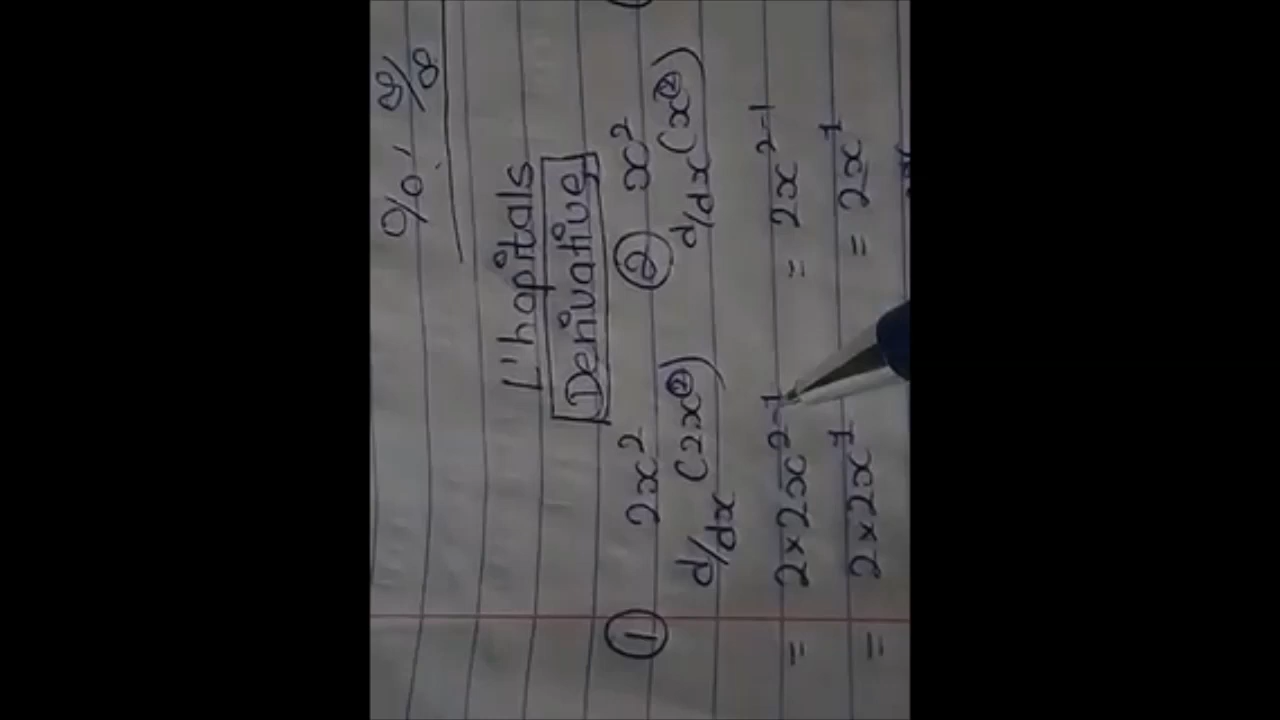 0/0, ∞/∞
L'hopitals
Derivative
① 2x² ② x²
d/dx (2x²) d/dx(x²)
= 2×2x²⁻¹ = 2x²⁻¹
= 2×2x¹ = 2x¹